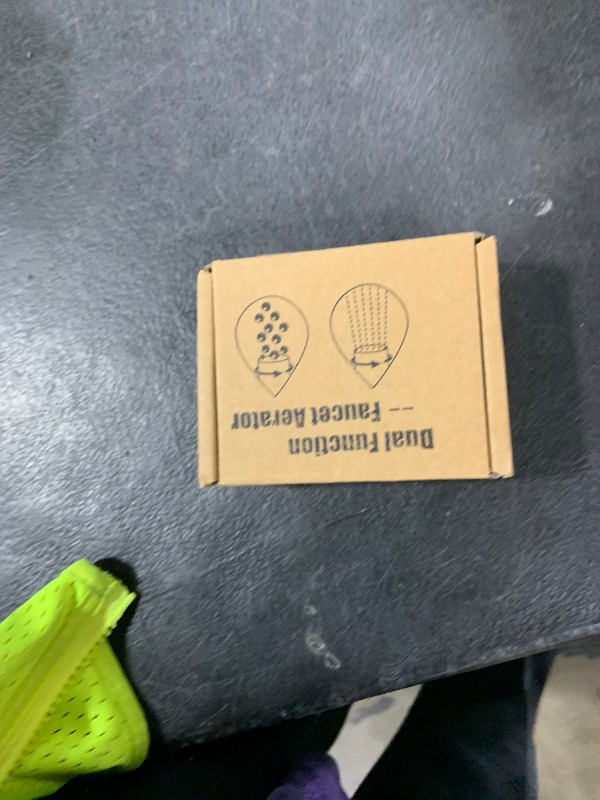 Dual Function
-- Faucet Aerator